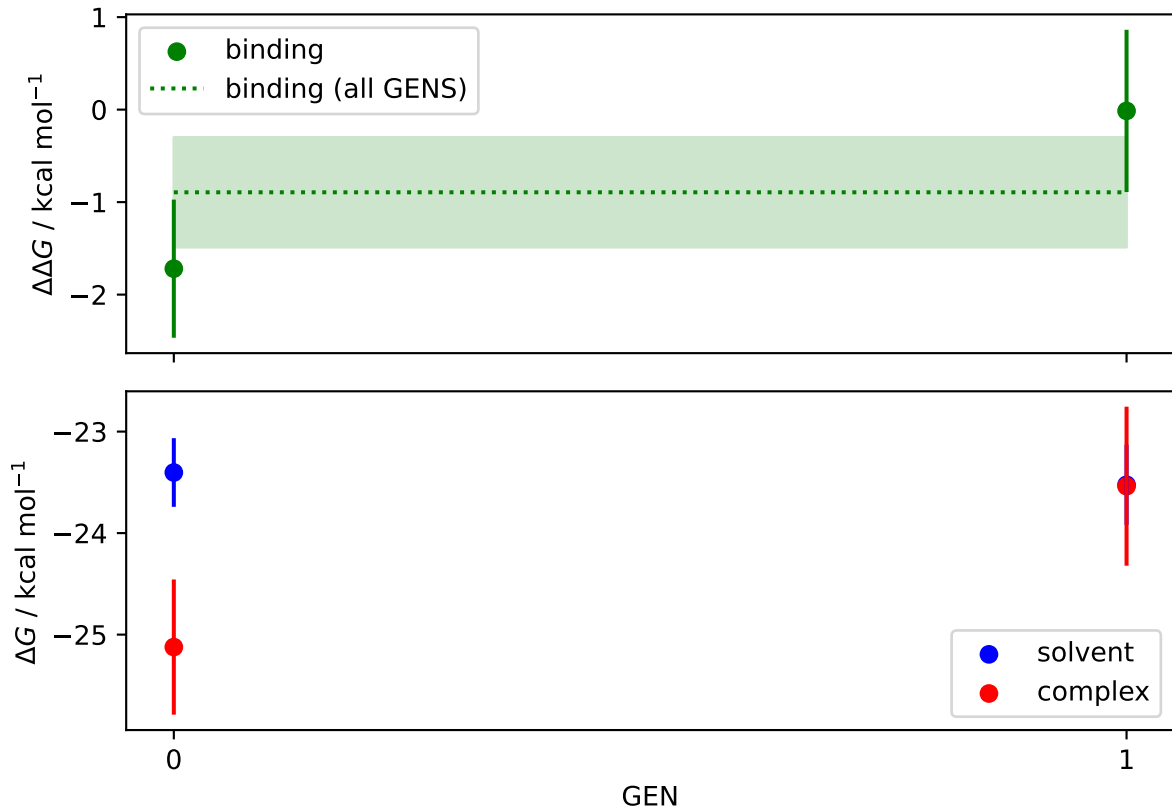 1
0
−1
−2
ΔΔG / kcal mol⁻¹
binding
binding (all GENS)
−23
−24
−25
ΔG / kcal mol⁻¹
solvent
complex
0
1
GEN